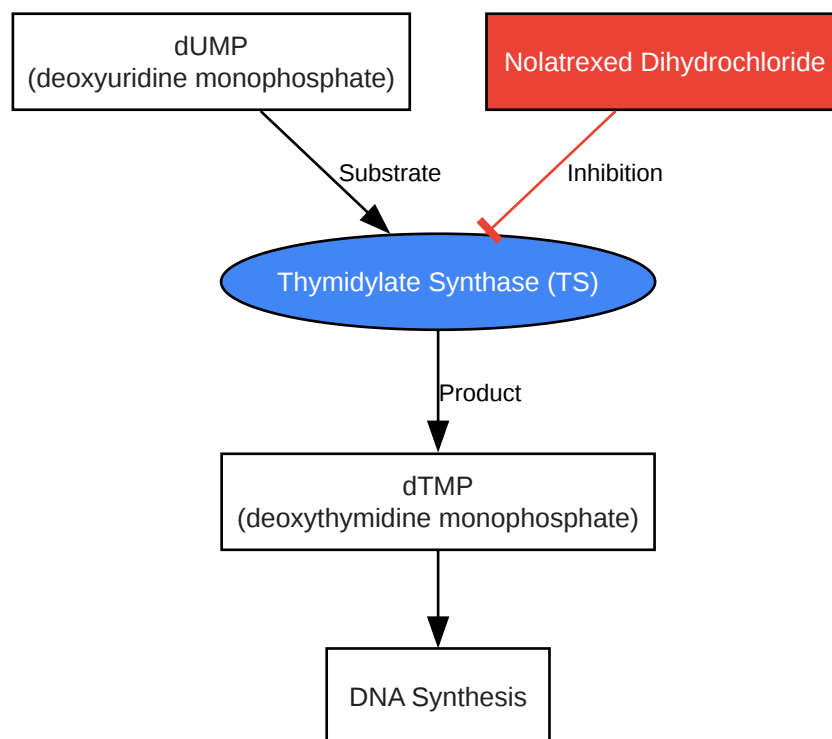 dUMP
(deoxyuridine monophosphate)
Nolatrexed Dihydrochloride
Substrate
Inhibition
Thymidylate Synthase (TS)
Product
dTMP
(deoxythymidine monophosphate)
DNA Synthesis